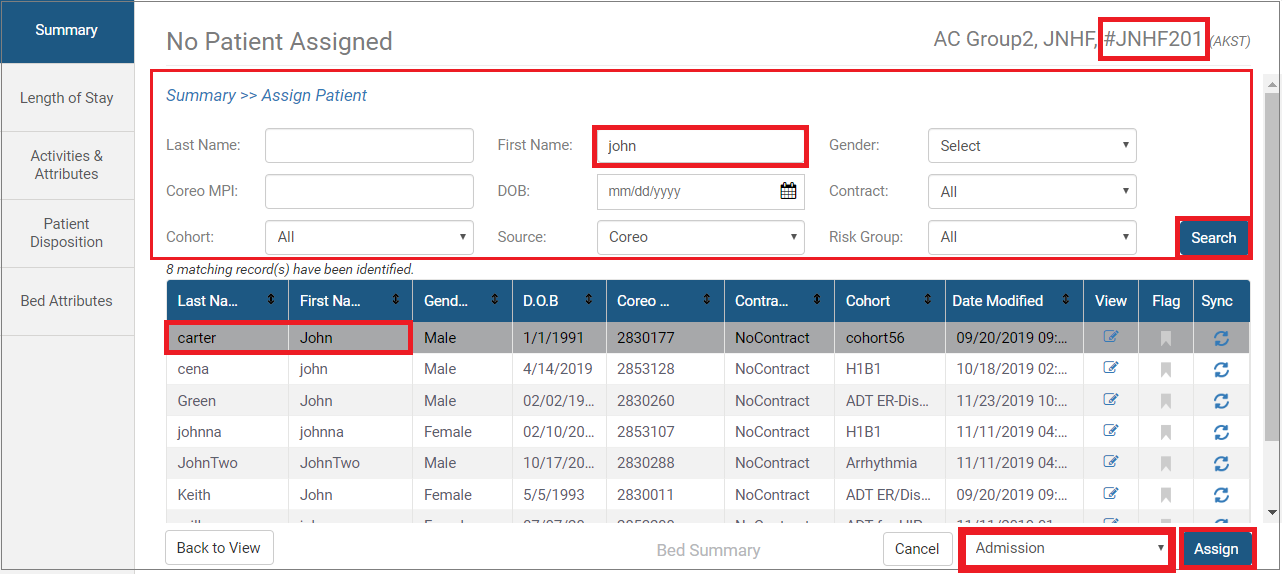 Summary
Length of Stay
Activities &
Attributes
Patient
Disposition
Bed Attributes
No Patient Assigned
AC Group2, JNHF, #JNHF201 (AKST)
Summary >> Assign Patient
Last Name: First Name: john Gender: Select
Coreo MPI: DOB: mm/dd/yyyy Contract: All
Cohort: All Source: Coreo Risk Group: All Search
8 matching record(s) have been identified.
Last Na... First Na... Gend... D.O.B Coreo ... Contra... Cohort Date Modified View Flag Sync
carter John Male 1/1/1991 2830177 NoContract cohort56 09/20/2019 09:...
cena john Male 4/14/2019 2853128 NoContract H1B1 10/18/2019 02:...
Green John Male 02/02/19... 2830260 NoContract ADT ER-Dis... 11/23/2019 10:...
johnna johnna Female 02/10/20... 2853107 NoContract H1B1 11/11/2019 04:...
JohnTwo JohnTwo Male 10/17/20... 2830288 NoContract Arrhythmia 11/11/2019 04:...
Keith John Female 5/5/1993 2830011 NoContract ADT ER/Dis... 09/20/2019 09:...
Back to View Bed Summary Cancel Admission Assign